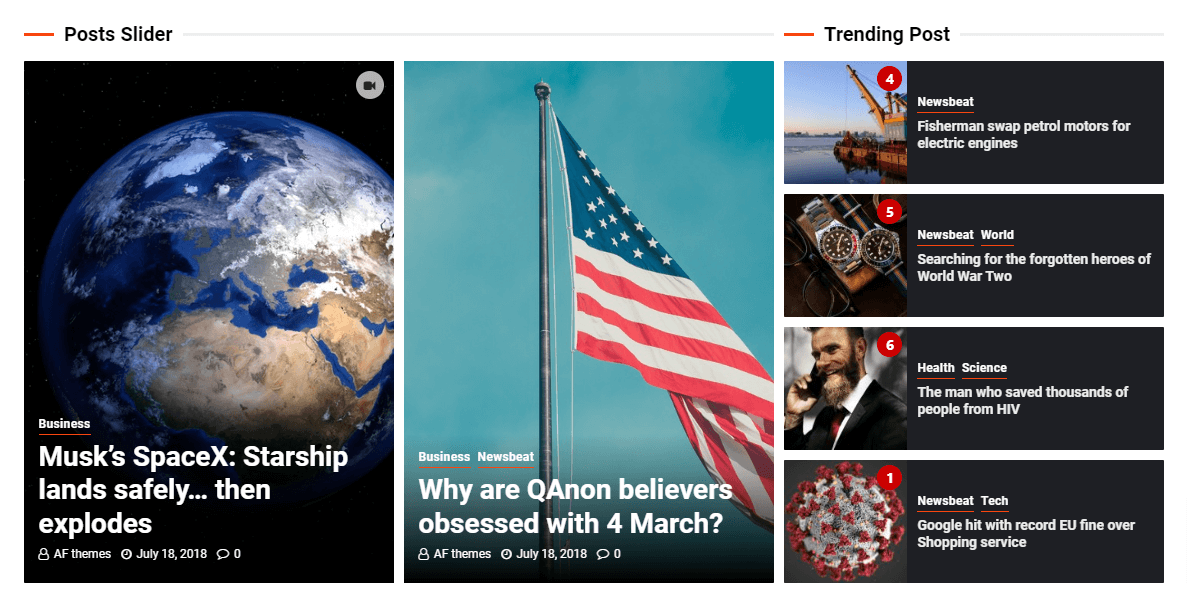 Posts Slider
Business
Musk’s SpaceX: Starship
lands safely… then
explodes
AF themes July 18, 2018 0
Business Newsbeat
Why are QAnon believers
obsessed with 4 March?
AF themes July 18, 2018 0
Trending Post
4
Newsbeat
Fisherman swap petrol motors for
electric engines
5
Newsbeat World
Searching for the forgotten heroes of
World War Two
6
Health Science
The man who saved thousands of
people from HIV
1
Newsbeat Tech
Google hit with record EU fine over
Shopping service